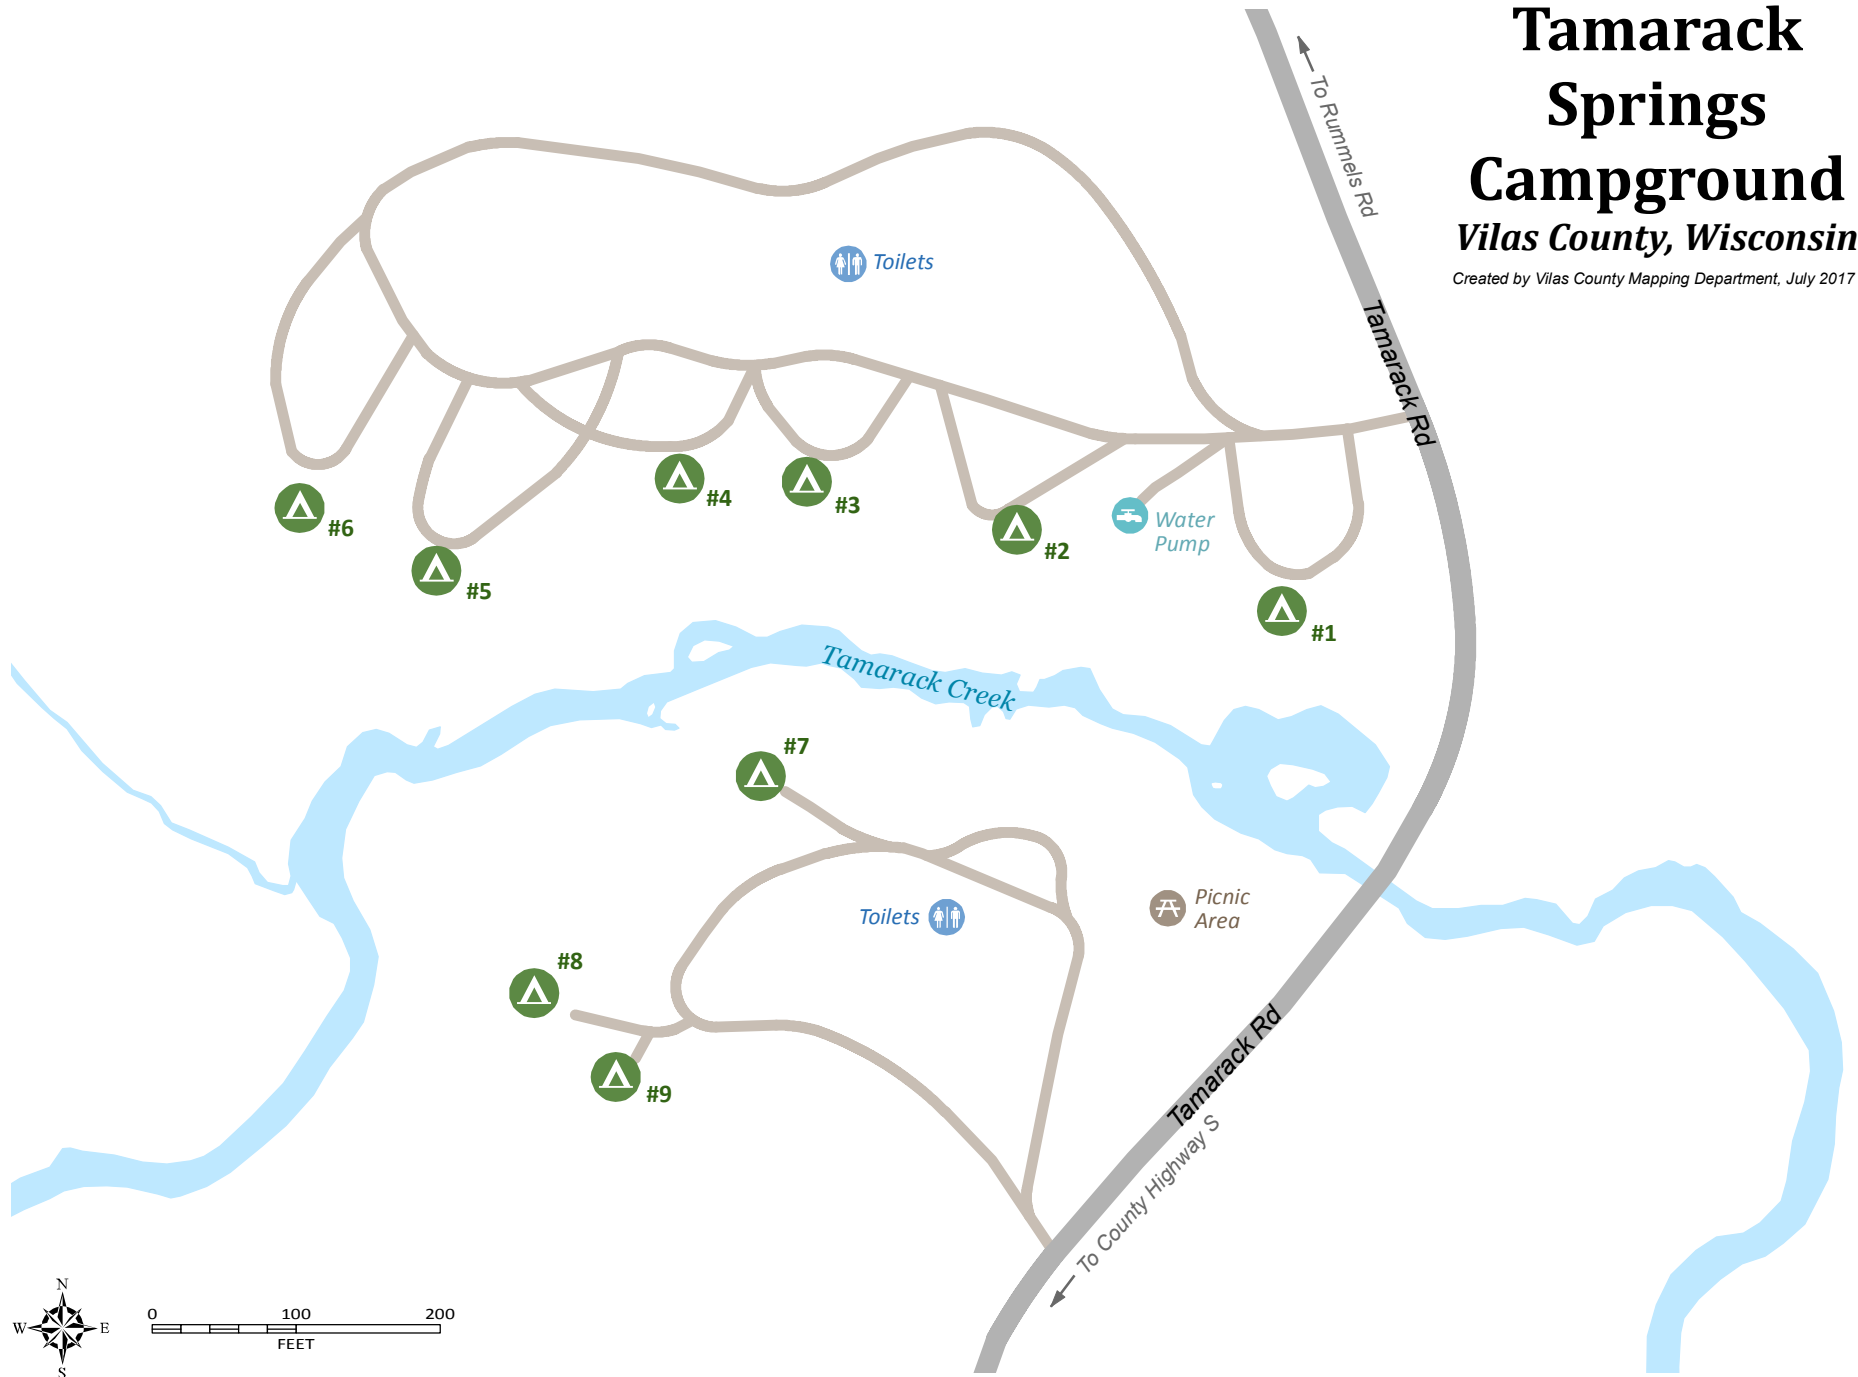 Tamarack
Springs
Campground
Vilas County, Wisconsin
Created by Vilas County Mapping Department, July 2017
To Rummels Rd
Toilets
Tamarack Rd
#4
#3
#6
Water
Pump
#2
#5
#1
Tamarack Creek
#7
Picnic
Area
Toilets
#8
#9
Tamarack Rd
To County Highway S
N
W
E
S
0
100
200
FEET